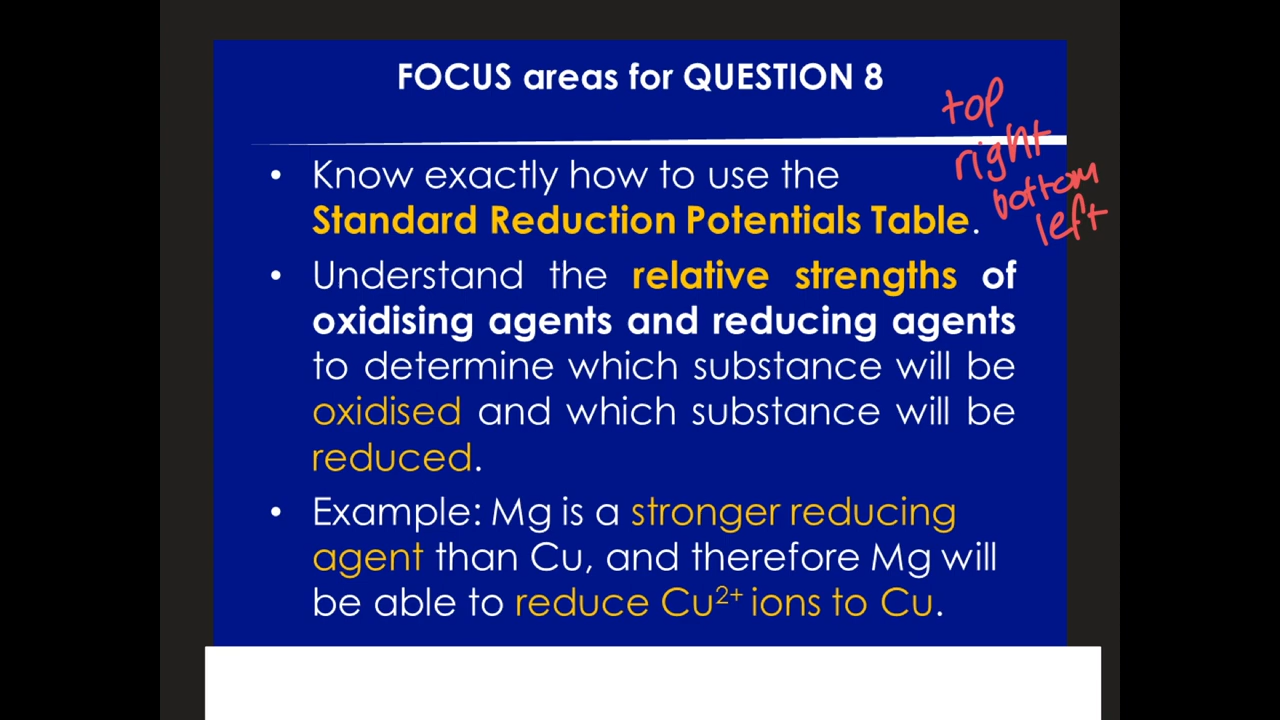 FOCUS areas for QUESTION 8
top
right
bottom
left
• Know exactly how to use the
Standard Reduction Potentials Table.
• Understand the relative strengths of
oxidising agents and reducing agents
to determine which substance will be
oxidised and which substance will be
reduced.
• Example: Mg is a stronger reducing
agent than Cu, and therefore Mg will
be able to reduce Cu²⁺ ions to Cu.